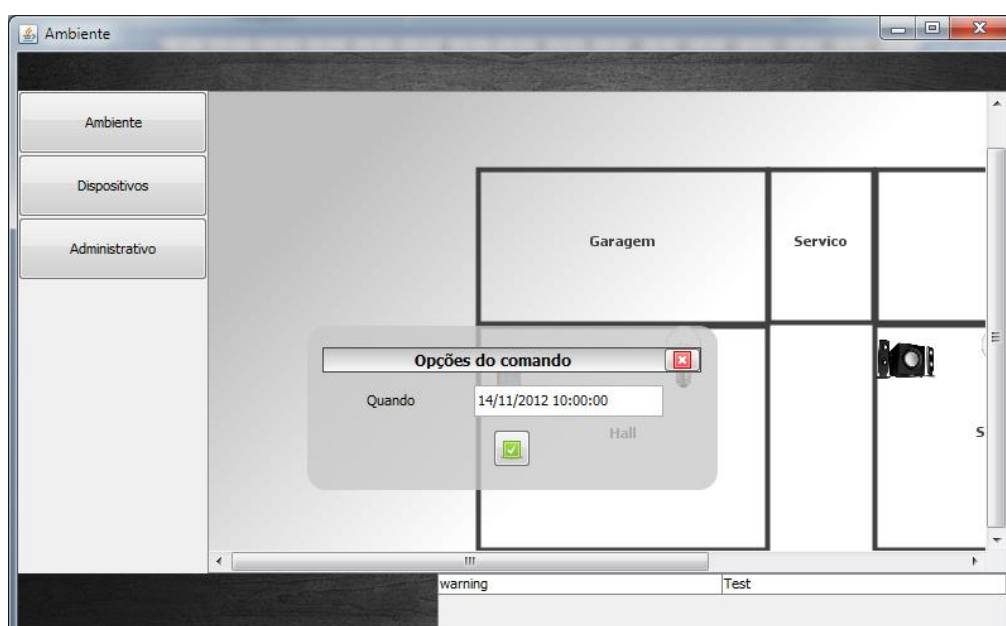 Ambiente
Ambiente
Dispositivos
Administrativo
Garagem
Servico
Opções do comando
Quando
14/11/2012 10:00:00
Hall
S
warning
Test